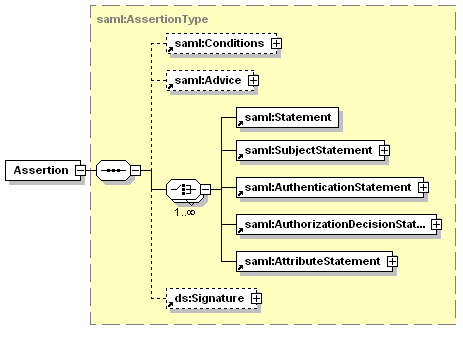 saml:AssertionType
saml:Conditions
saml:Advice
saml:Statement
saml:SubjectStatement
Assertion
saml:AuthenticationStatement
1..∞
saml:AuthorizationDecisionStat...
saml:AttributeStatement
ds:Signature